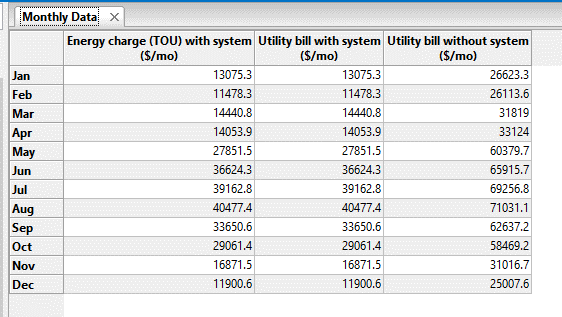 Monthly Data
Energy charge (TOU) with system ($/mo) Utility bill with system ($/mo) Utility bill without system ($/mo)
Jan 13075.3 13075.3 26623.3
Feb 11478.3 11478.3 26113.6
Mar 14440.8 14440.8 31819
Apr 14053.9 14053.9 33124
May 27851.5 27851.5 60379.7
Jun 36624.3 36624.3 65915.7
Jul 39162.8 39162.8 69256.8
Aug 40477.4 40477.4 71031.1
Sep 33650.6 33650.6 62637.2
Oct 29061.4 29061.4 58469.2
Nov 16871.5 16871.5 31016.7
Dec 11900.6 11900.6 25007.6